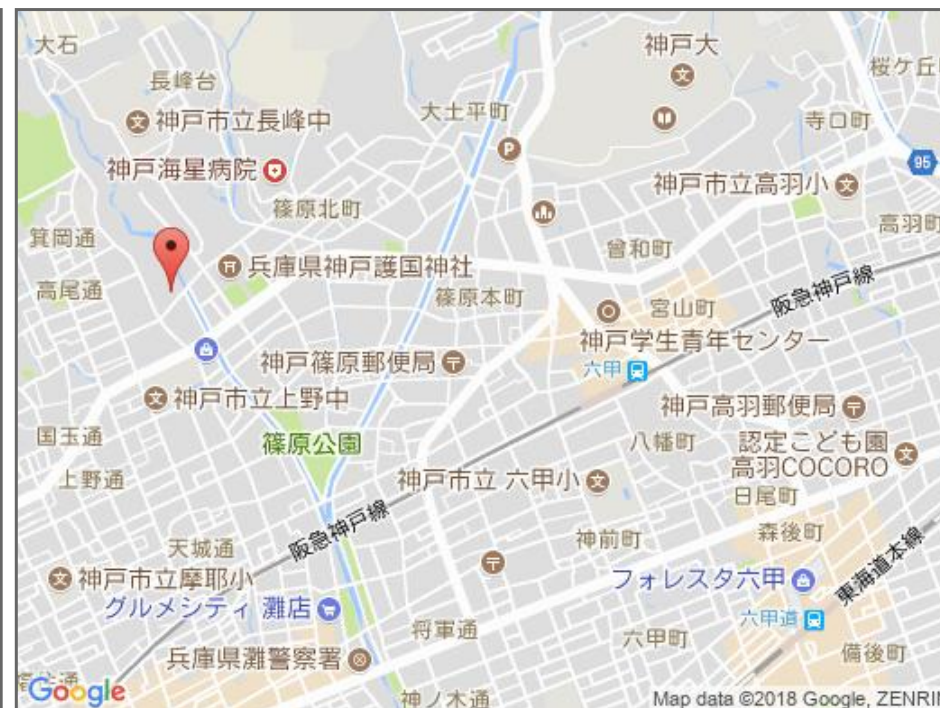 大石
神戸大
長峰台
桜ケ丘
大土平町
神戸市立長峰中
寺口町
P
神戸海星病院
95
神戸市立高羽小
篠原北町
高羽町
箕岡通
曾和町
兵庫県神戸護国神社
高尾通
篠原本町
宮山町
阪急神戸線
神戸学生青年センター
神戸篠原郵便局
六甲
神戸市立上野中
神戸高羽郵便局
国玉通
篠原公園
八幡町
認定こども園
高羽COCORO
上野通
神戸市立 六甲小
日尾町
阪急神戸線
森後町
天城通
神前町
東海道本線
神戸市立摩耶小
フォレスタ六甲
グルメシティ 灘店
六甲道
将軍通
六甲町
兵庫県灘警察署
備後町
Google
神ノ木通
Map data ©2018 Google, ZENRI